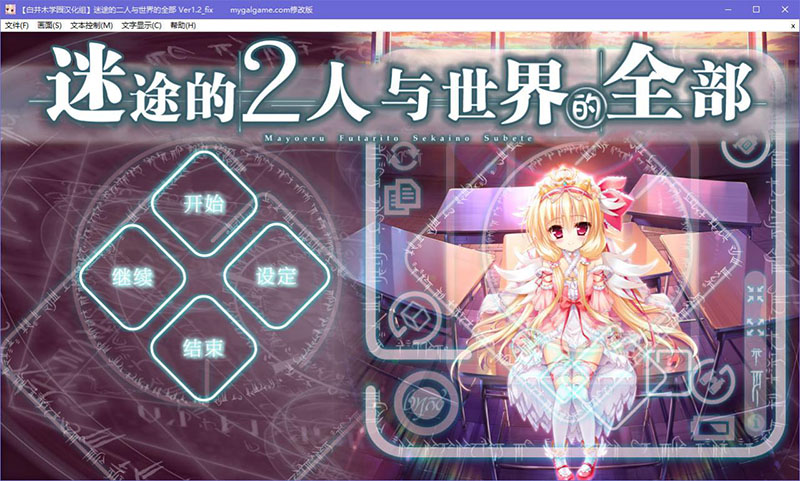 【白井木学园汉化组】迷途的二人与世界的全部 Ver1.2_fix mygalgame.com修改版
文件(F) 画面(S) 文本控制(M) 文字显示(C) 帮助(H)
迷途的2人与世界的全部
Mayoeru Futarito Sekaino Subete
开始
继续
设定
结束